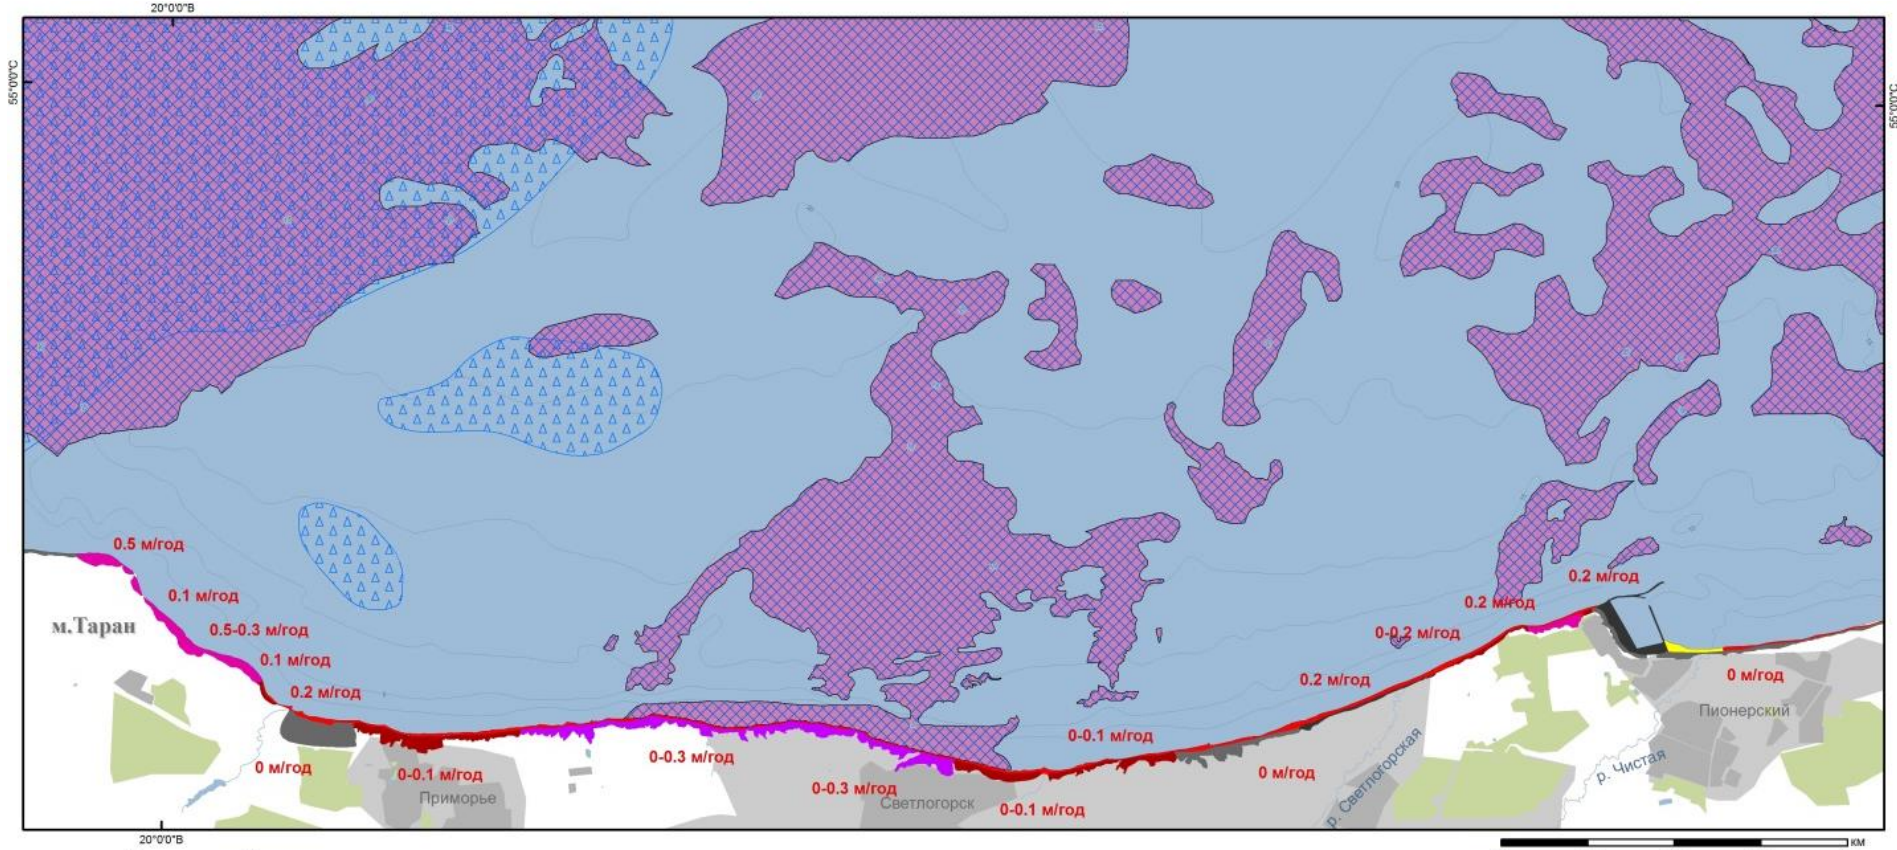 20°0'0"В
55°0'0"С
55°0'0"С
0.5 м/год
0.1 м/год
м.Таран
0.5-0.3 м/год
0.1 м/год
0.2 м/год
0 м/год
0-0.1 м/год
Приморье
0-0.3 м/год
0-0.3 м/год
Светлогорск
0-0.1 м/год
0-0.1 м/год
0 м/год
0.2 м/год
0-0.2 м/год
0.2 м/год
0.2 м/год
р. Светлогорская
р. Чистая
0 м/год
Пионерский
20°0'0"В
км